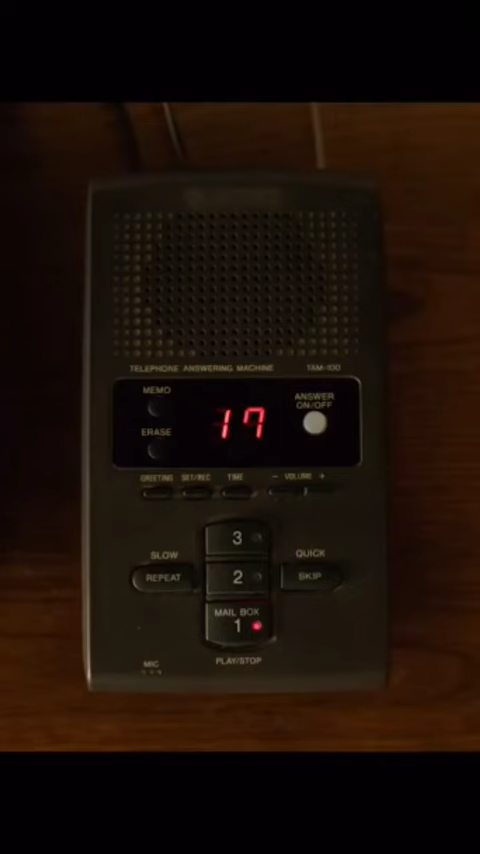 TELEPHONE ANSWERING MACHINE TAM-100
MEMO
ANSWER
ON/OFF
17
ERASE
GREETING SET/REC TIME - VOLUME +
3
SLOW QUICK
REPEAT 2 SKIP
MAIL BOX
1
PLAY/STOP
MIC